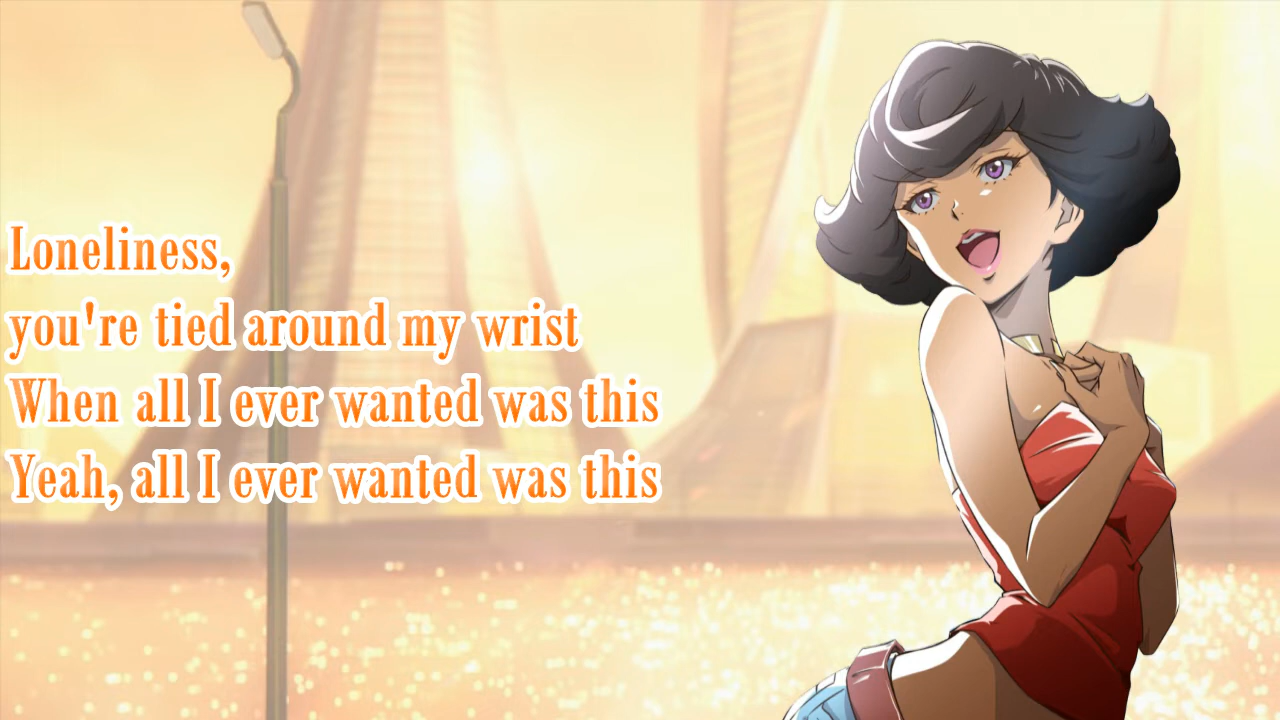 Loneliness,
you're tied around my wrist
When all I ever wanted was this
Yeah, all I ever wanted was this